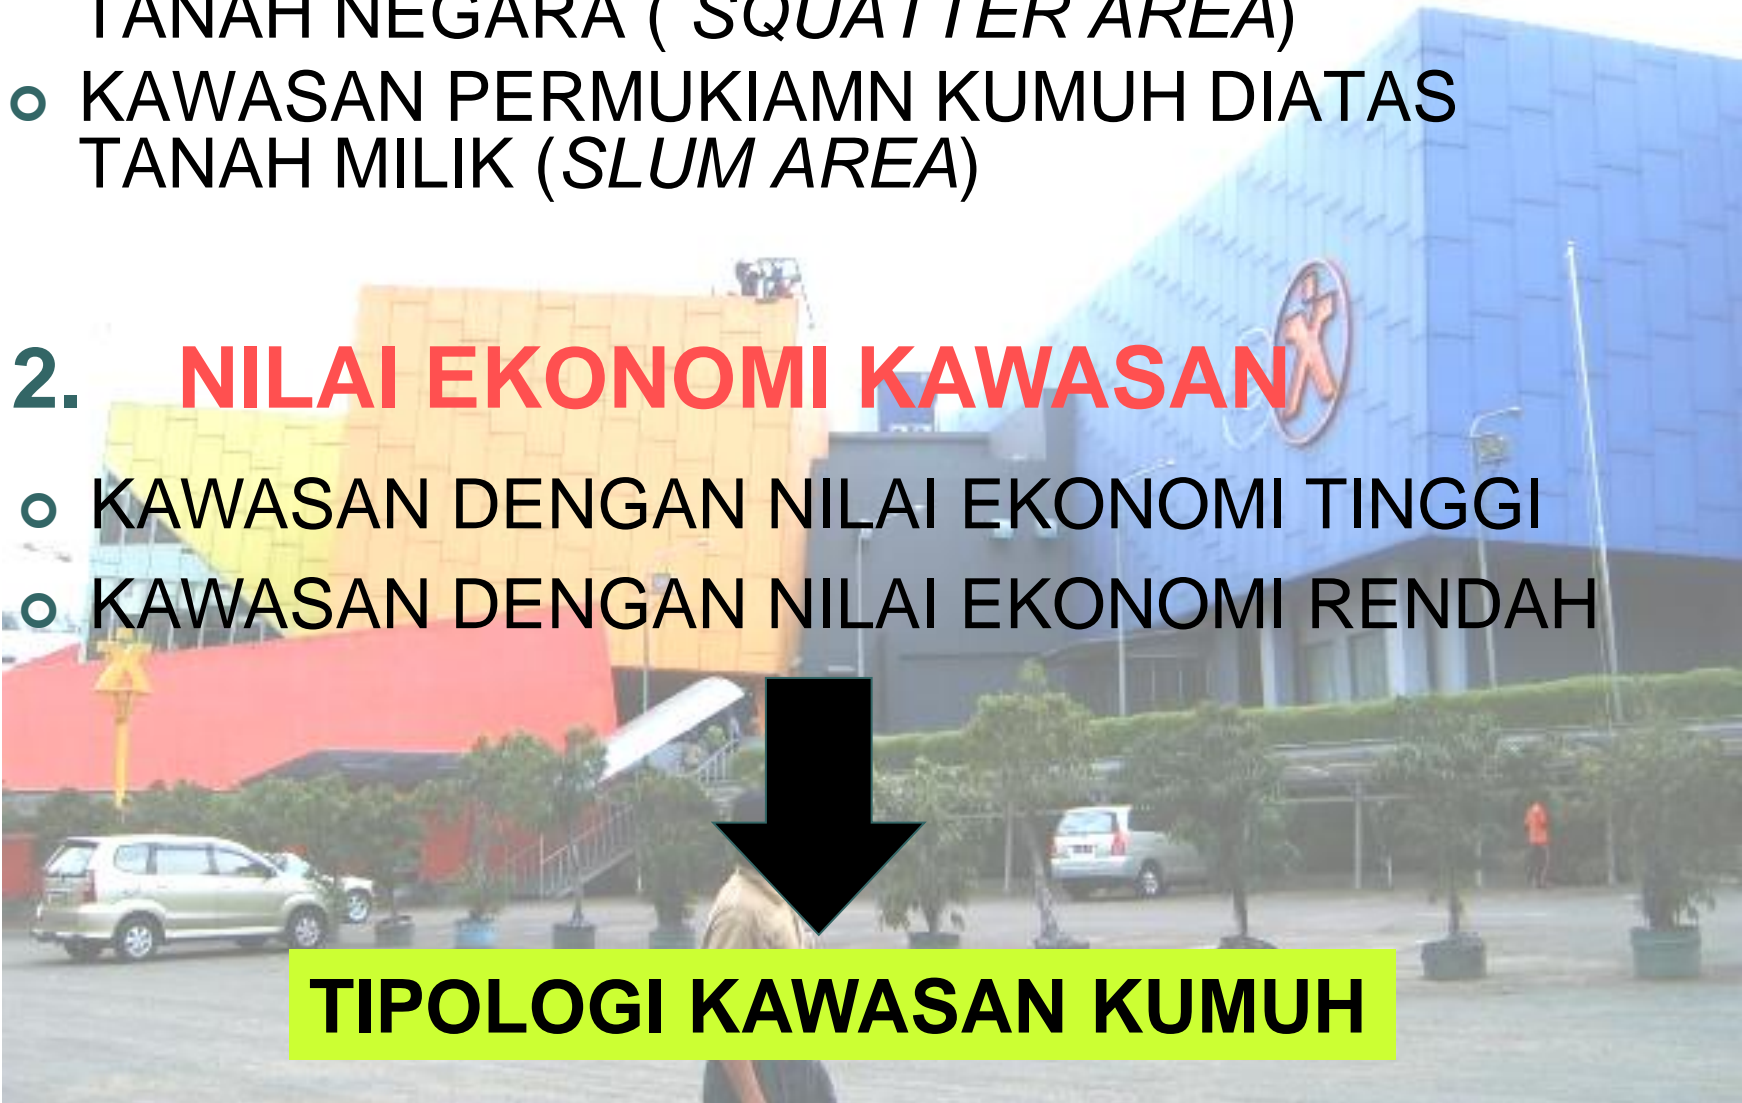 TANAH NEGARA ( SQUATTER AREA)
KAWASAN PERMUKIAMN KUMUH DIATAS
TANAH MILIK (SLUM AREA)
2. NILAI EKONOMI KAWASAN
KAWASAN DENGAN NILAI EKONOMI TINGGI
KAWASAN DENGAN NILAI EKONOMI RENDAH
TIPOLOGI KAWASAN KUMUH